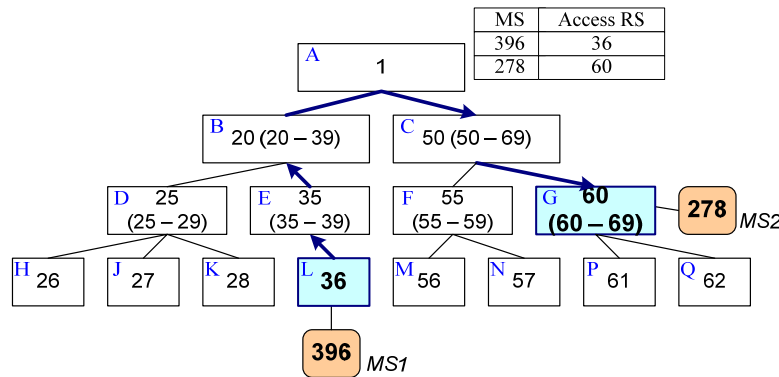 MS Access RS
396 36
278 60
A
1
B
20 (20 – 39)
C
50 (50 – 69)
D
25
(25 – 29)
E
35
(35 – 39)
F
55
(55 – 59)
G
60
(60 – 69)
278
MS2
H
26
J
27
K
28
L
36
M
56
N
57
P
61
Q
62
396
MS1